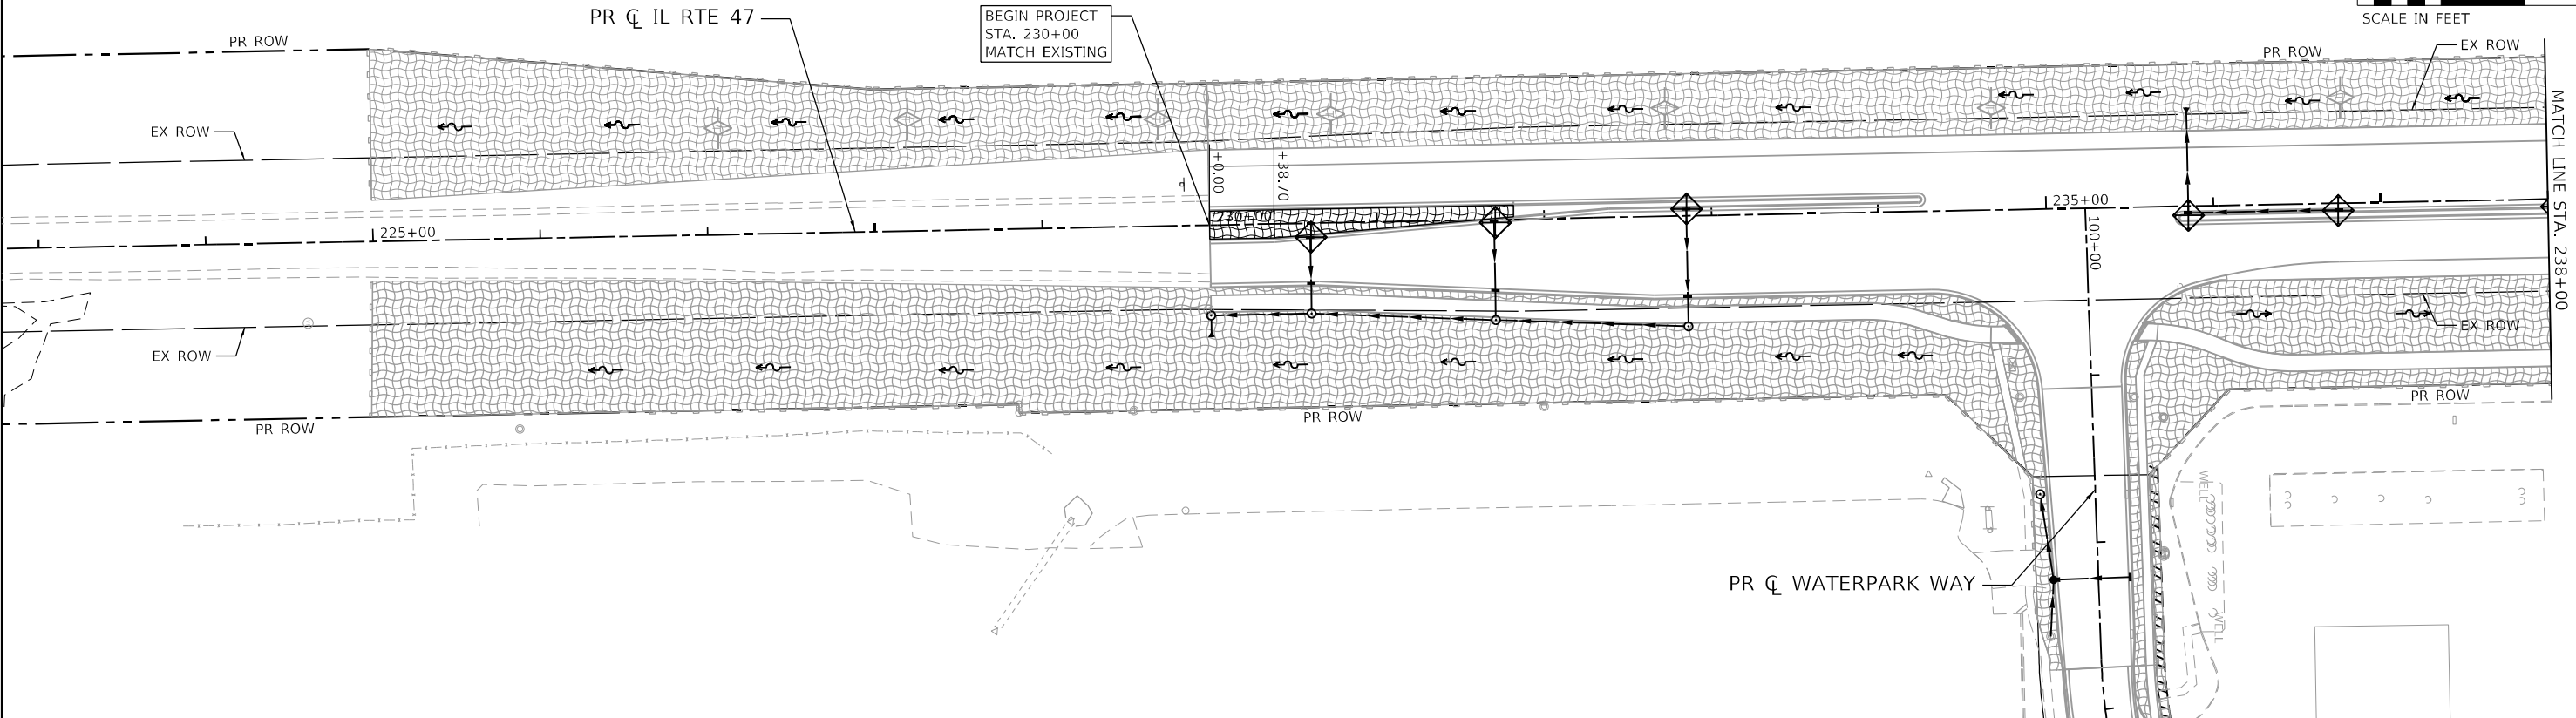 PR ℄ IL RTE 47
BEGIN PROJECT
STA. 230+00
MATCH EXISTING
SCALE IN FEET
PR ROW
PR ROW
EX ROW
EX ROW
MATCH LINE STA. 238+00
+0.00
+38.70
230+00
235+00
225+00
100+00
EX ROW
EX ROW
PR ROW
PR ROW
PR ROW
WELL
PR ℄ WATERPARK WAY
WELL